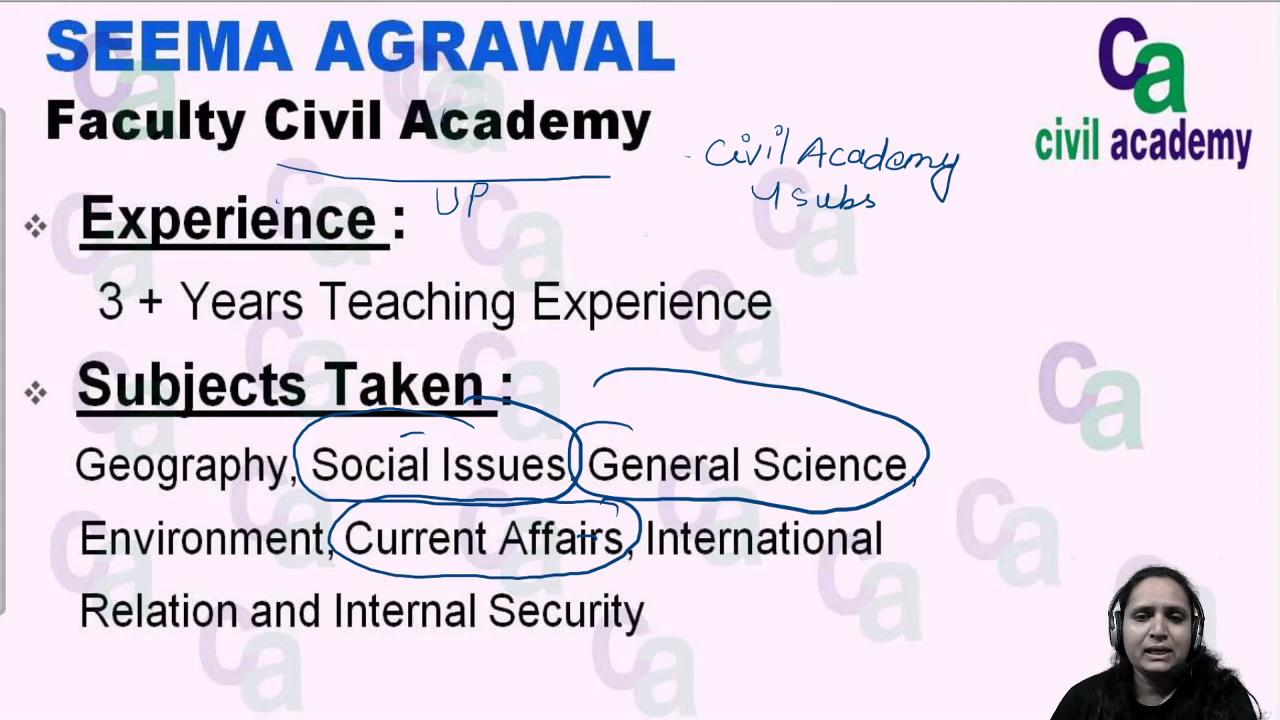 SEEMA AGRAWAL
Faculty Civil Academy
Ca
civil academy
Civil Academy
4 subs
UP
❖ Experience :
3 + Years Teaching Experience
❖ Subjects Taken :
Geography, Social Issues, General Science,
Environment, Current Affairs, International
Relation and Internal Security